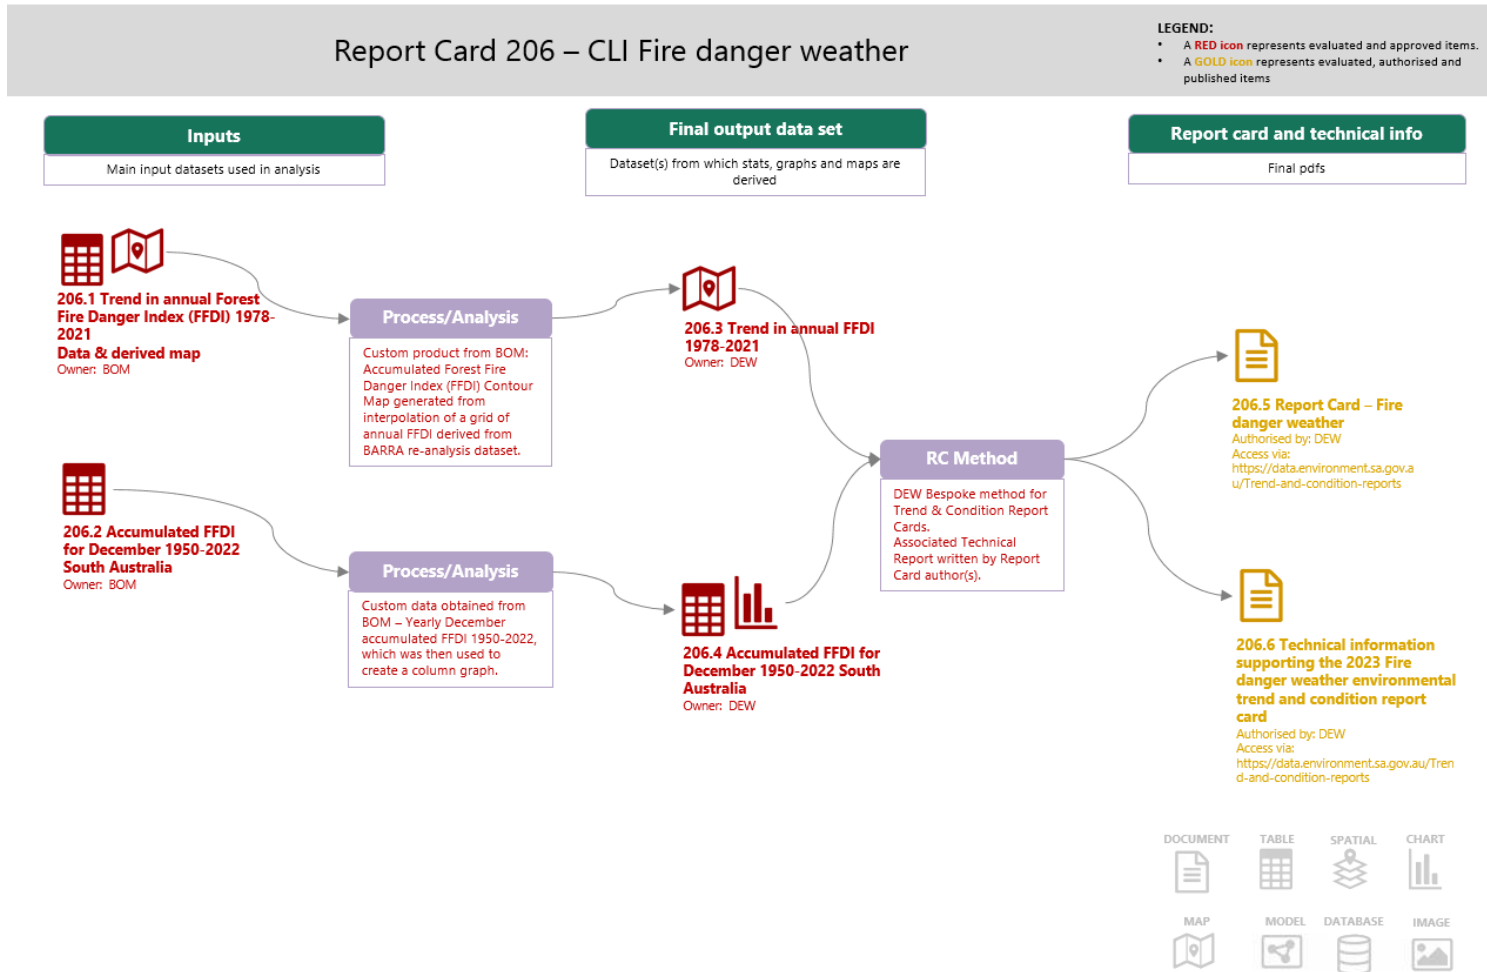 Report Card 206 – CLI Fire danger weather
LEGEND:
• A RED icon represents evaluated and approved items.
• A GOLD icon represents evaluated, authorised and
published items
Inputs
Main input datasets used in analysis
Final output data set
Dataset(s) from which stats, graphs and maps are
derived
Report card and technical info
Final pdfs
206.1 Trend in annual Forest
Fire Danger Index (FFDI) 1978-
2021
Data & derived map
Owner: BOM
Process/Analysis
Custom product from BOM:
Accumulated Forest Fire
Danger Index (FFDI) Contour
Map generated from
interpolation of a grid of
annual FFDI derived from
BARRA re-analysis dataset.
206.3 Trend in annual FFDI
1978-2021
Owner: DEW
206.2 Accumulated FFDI
for December 1950-2022
South Australia
Owner: BOM
Process/Analysis
Custom data obtained from
BOM – Yearly December
accumulated FFDI 1950-2022,
which was then used to
create a column graph.
206.4 Accumulated FFDI for
December 1950-2022 South
Australia
Owner: DEW
RC Method
DEW Bespoke method for
Trend & Condition Report
Cards.
Associated Technical
Report written by Report
Card author(s).
206.5 Report Card – Fire
danger weather
Authorised by: DEW
Access via:
https://data.environment.sa.gov.a
u/Trend-and-condition-reports
206.6 Technical information
supporting the 2023 Fire
danger weather environmental
trend and condition report
card
Authorised by: DEW
Access via:
https://data.environment.sa.gov.au/Tren
d-and-condition-reports
DOCUMENT TABLE SPATIAL CHART
MAP MODEL DATABASE IMAGE